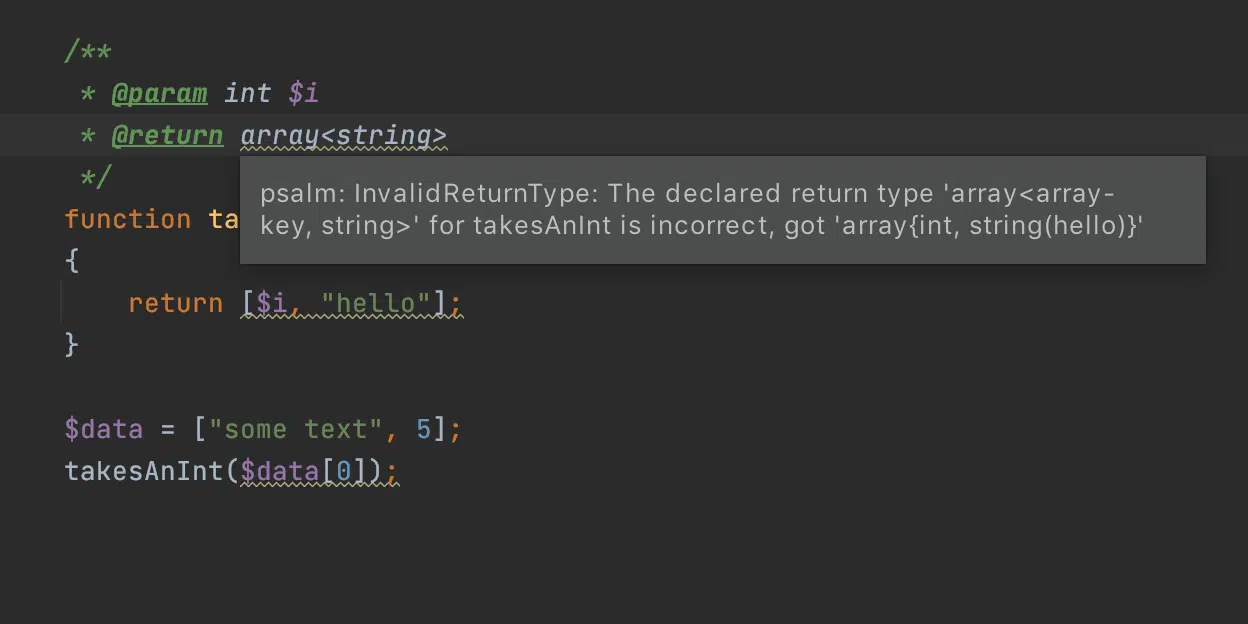 /**
* @param int $i
* @return array<string>
*/
psalm: InvalidReturnType: The declared return type 'array<array-
key, string>' for takesAnInt is incorrect, got 'array{int, string(hello)}'
function ta
{
return [$i, "hello"];
}
$data = ["some text", 5];
takesAnInt($data[0]);